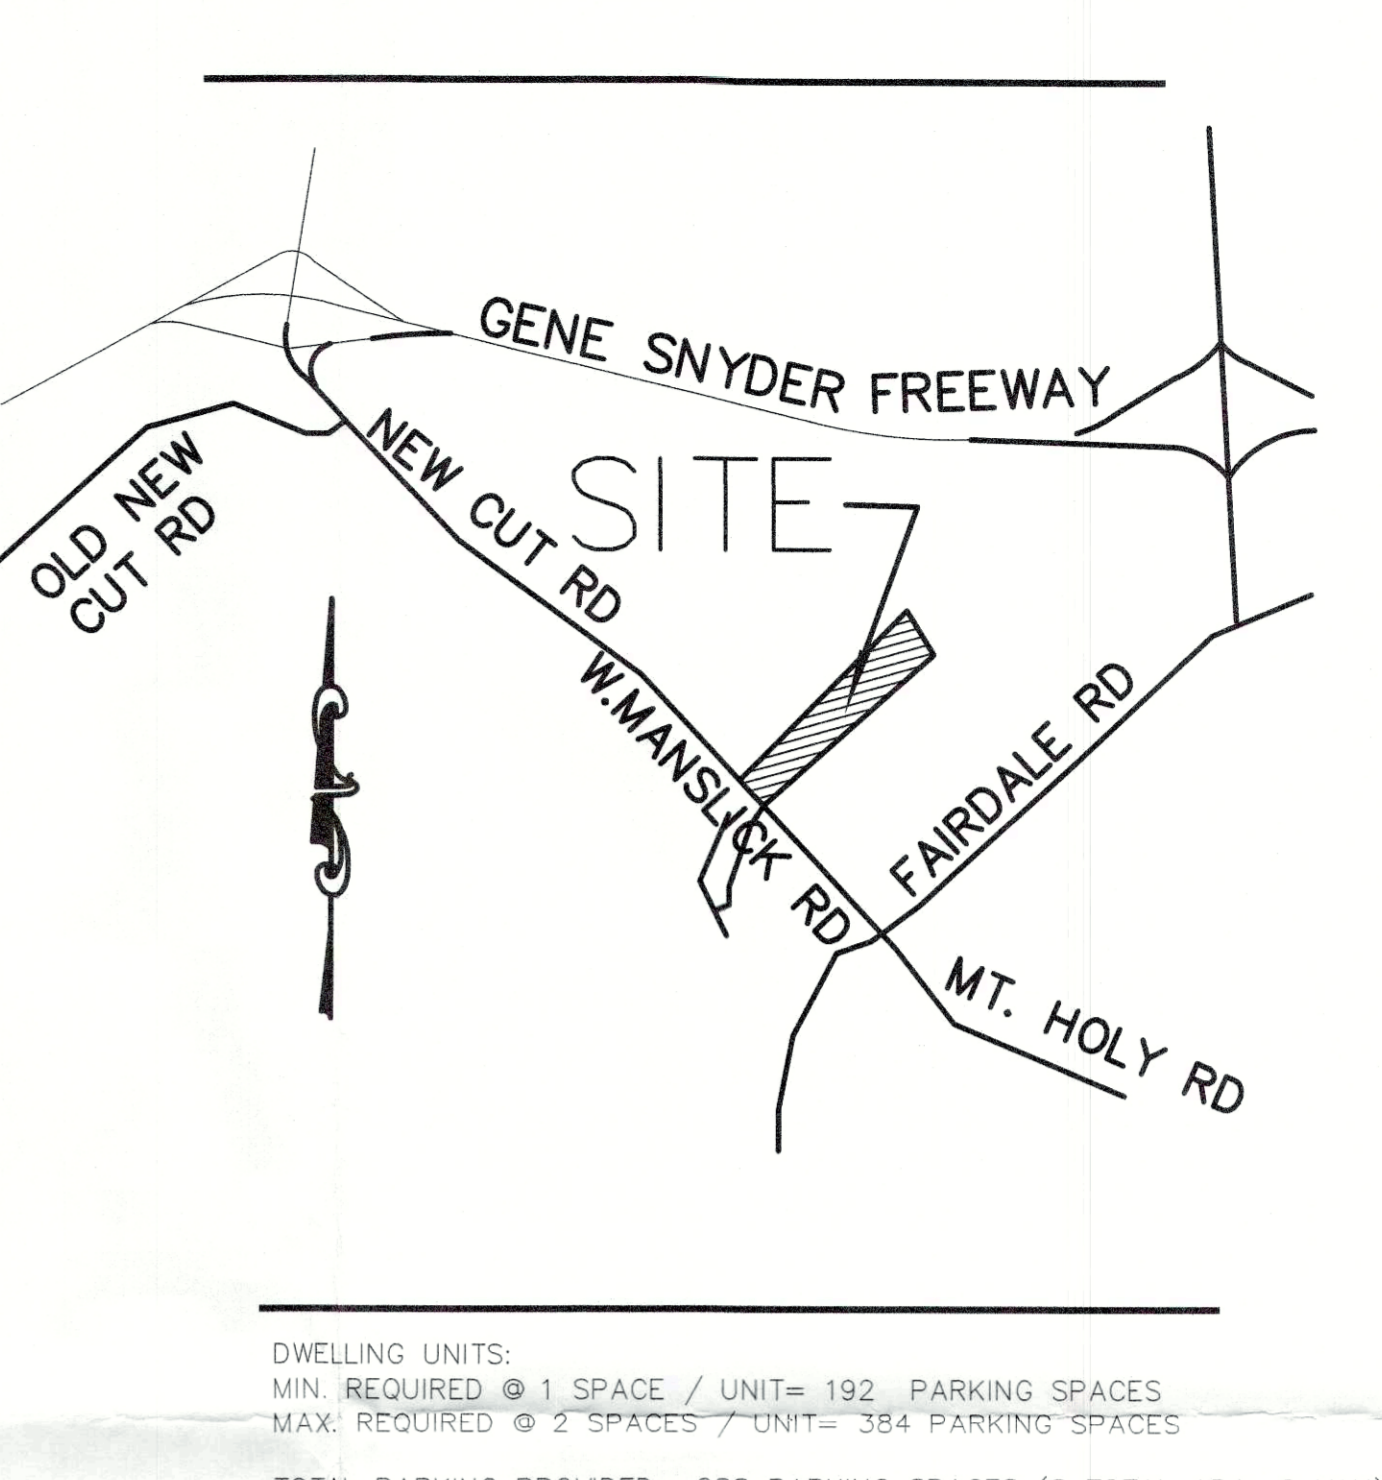 GENE SNYDER FREEWAY
SITE
NEW CUT RD
OLD NEW
CUT RD
W.MANSLICK RD
FAIRDALE RD
MT. HOLY RD
DWELLING UNITS:
MIN. REQUIRED @ 1 SPACE / UNIT= 192 PARKING SPACES
MAX. REQUIRED @ 2 SPACES / UNIT= 384 PARKING SPACES